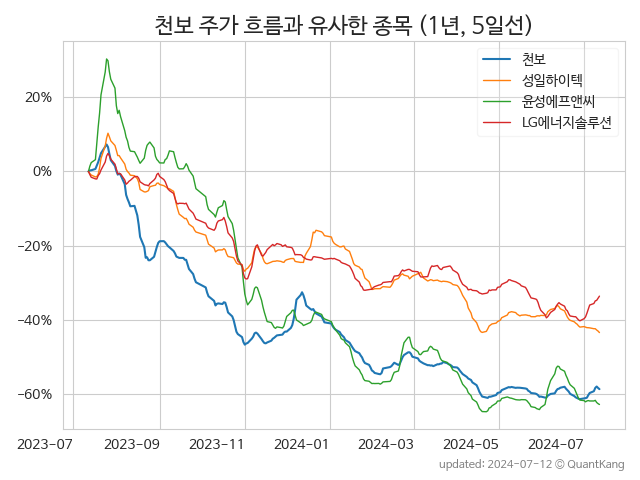 천보 주가 흐름과 유사한 종목 (1년, 5일선)
천보
성일하이텍
윤성에프앤씨
LG에너지솔루션
20%
0%
−20%
−40%
−60%
2023-07
2023-09
2023-11
2024-01
2024-03
2024-05
2024-07
updated: 2024-07-12 © QuantKang